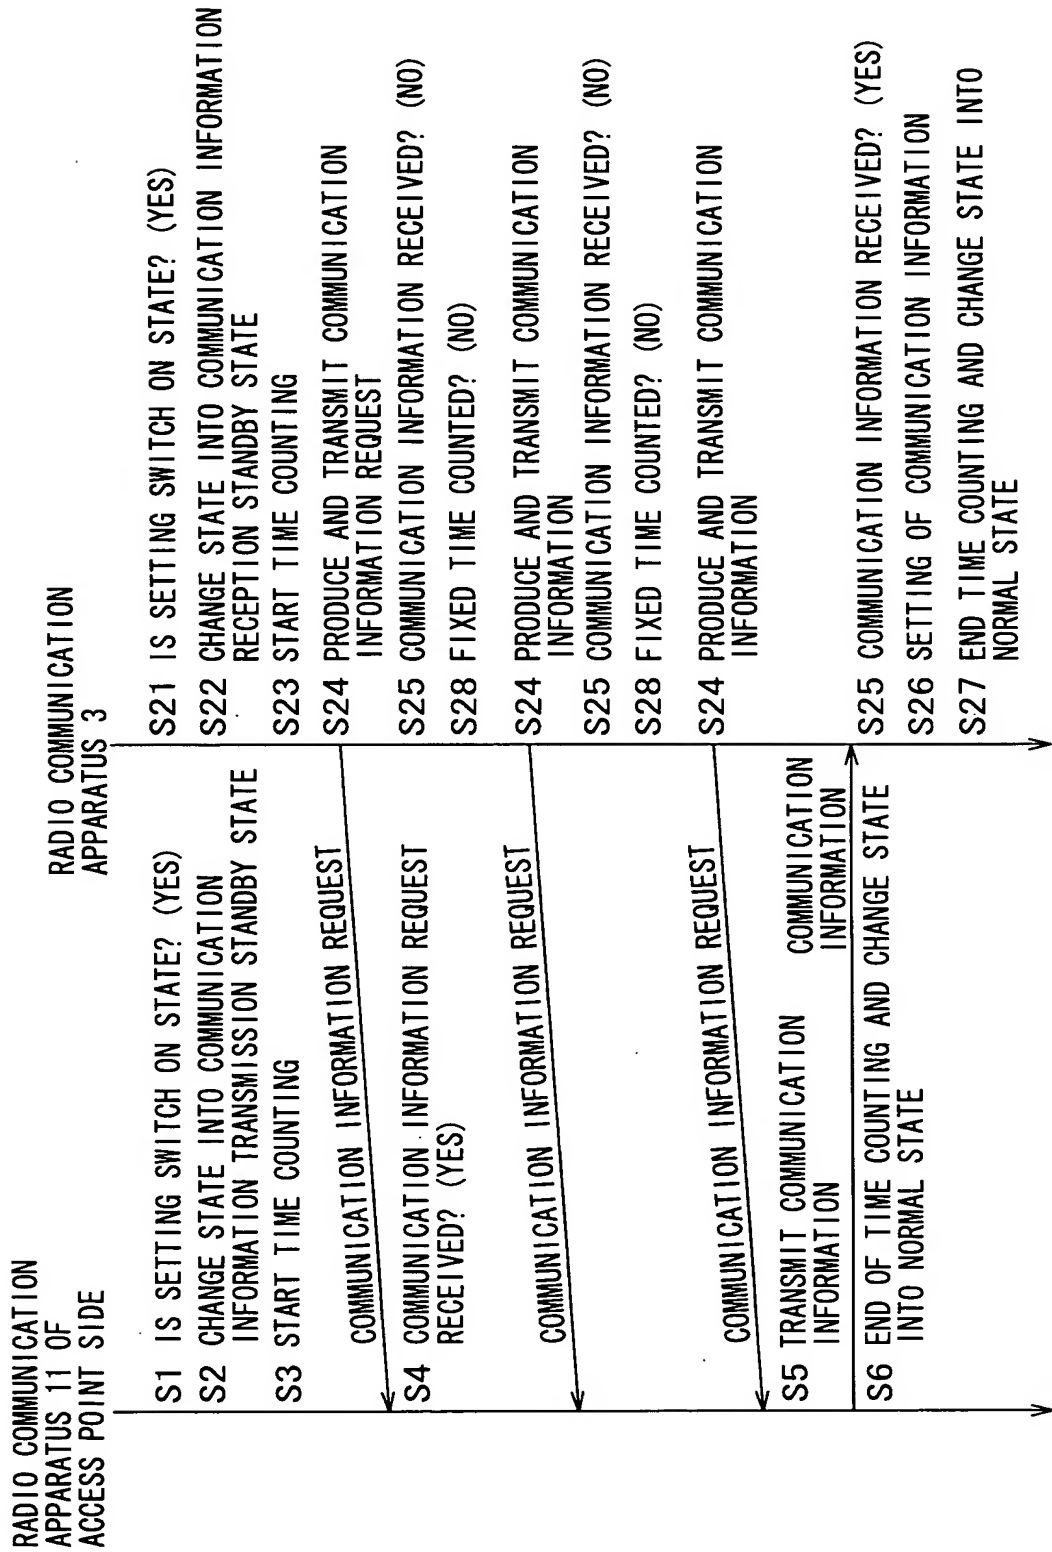 RADIO COMMUNICATION
APPARATUS 11 OF
ACCESS POINT SIDE
S1 IS SETTING SWITCH ON STATE? (YES)
S2 CHANGE STATE INTO COMMUNICATION
INFORMATION TRANSMISSION STANDBY STATE
S3 START TIME COUNTING
COMMUNICATION INFORMATION REQUEST
S4 COMMUNICATION INFORMATION REQUEST
RECEIVED? (YES)
COMMUNICATION INFORMATION REQUEST
COMMUNICATION INFORMATION REQUEST
S5 TRANSMIT COMMUNICATION
INFORMATION
COMMUNICATION
INFORMATION
S6 END OF TIME COUNTING AND CHANGE STATE
INTO NORMAL STATE
RADIO COMMUNICATION
APPARATUS 3
S21 IS SETTING SWITCH ON STATE? (YES)
S22 CHANGE STATE INTO COMMUNICATION INFORMATION
RECEPTION STANDBY STATE
S23 START TIME COUNTING
S24 PRODUCE AND TRANSMIT COMMUNICATION
INFORMATION REQUEST
S25 COMMUNICATION INFORMATION RECEIVED? (NO)
S28 FIXED TIME COUNTED? (NO)
S24 PRODUCE AND TRANSMIT COMMUNICATION
INFORMATION
S25 COMMUNICATION INFORMATION RECEIVED? (NO)
S28 FIXED TIME COUNTED? (NO)
S24 PRODUCE AND TRANSMIT COMMUNICATION
INFORMATION
S25 COMMUNICATION INFORMATION RECEIVED? (YES)
S26 SETTING OF COMMUNICATION INFORMATION
S27 END TIME COUNTING AND CHANGE STATE INTO
NORMAL STATE